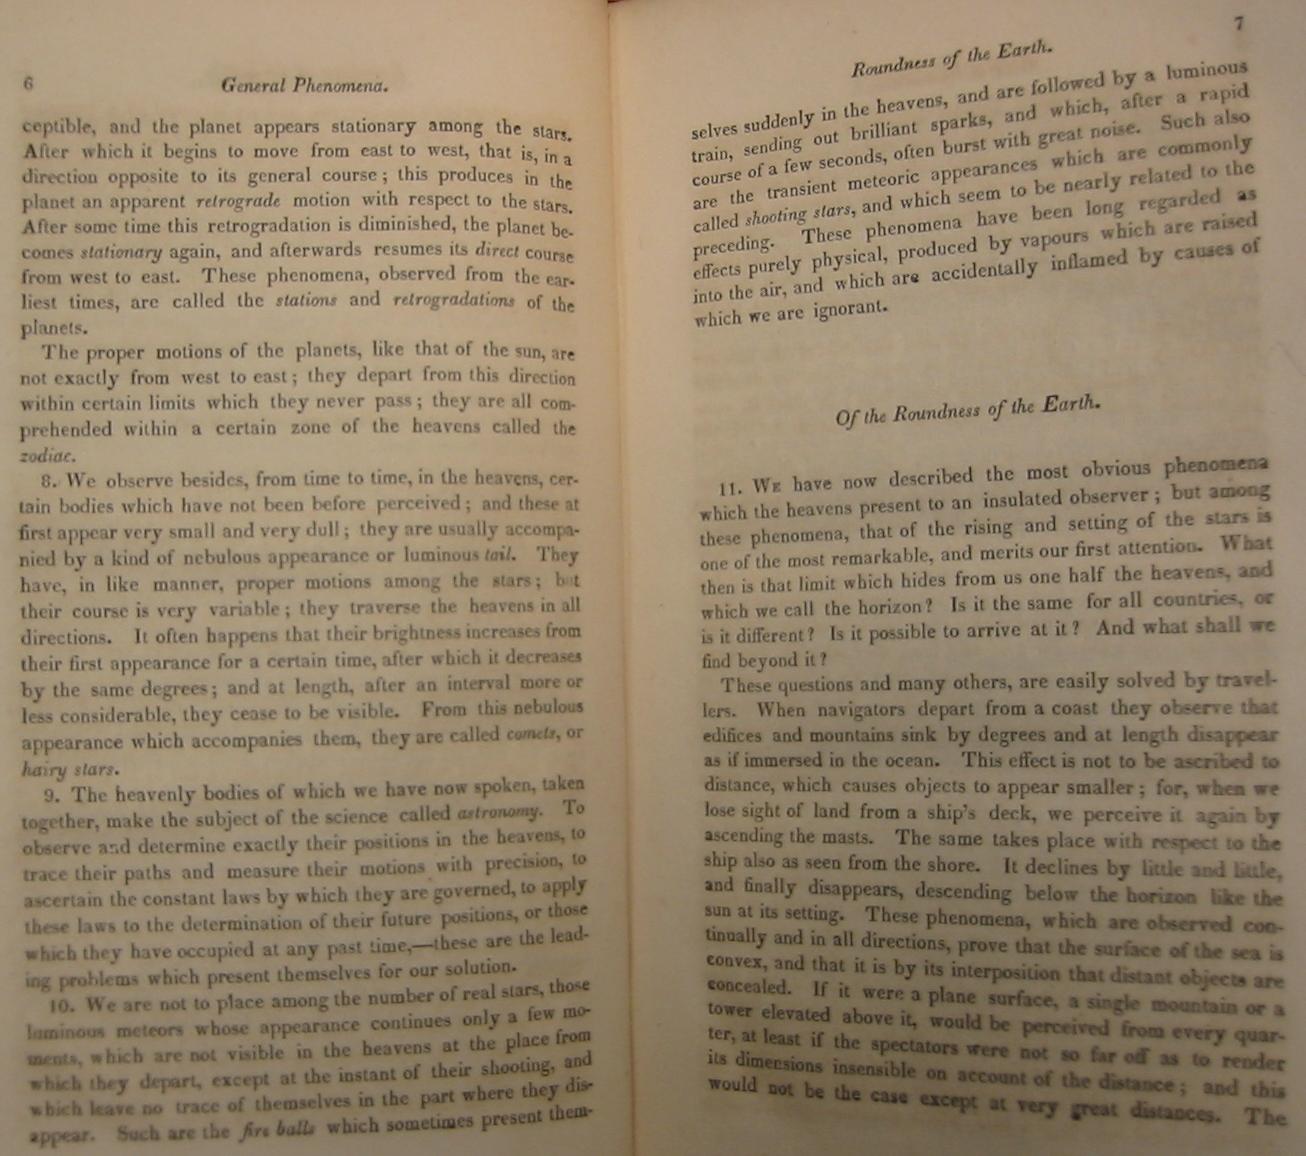 6 General Phenomena.
ceptible, and the planet appears stationary among the stars.
After which it begins to move from east to west, that is, in a
direction opposite to its general course; this produces in the
planet an apparent retrograde motion with respect to the stars.
After some time this retrogradation is diminished, the planet be-
comes stationary again, and afterwards resumes its direct course
from west to east. These phenomena, observed from the ear-
liest times, are called the stations and retrogradations of the
planets.
The proper motions of the planets, like that of the sun, are
not exactly from west to east; they depart from this direction
within certain limits which they never pass; they are all com-
prehended within a certain zone of the heavens called the
zodiac.
8. We observe besides, from time to time, in the heavens, cer-
tain bodies which have not been before perceived; and these at
first appear very small and very dull; they are usually accompa-
nied by a kind of nebulous appearance or luminous tail. They
have, in like manner, proper motions among the stars; but
their course is very variable; they traverse the heavens in all
directions. It often happens that their brightness increases from
their first appearance for a certain time, after which it decreases
by the same degrees; and at length, after an interval more or
less considerable, they cease to be visible. From this nebulous
appearance which accompanies them, they are called comets, or
hairy stars.
9. The heavenly bodies of which we have now spoken, taken
together, make the subject of the science called astronomy. To
observe and determine exactly their positions in the heavens, to
trace their paths and measure their motions with precision, to
ascertain the constant laws by which they are governed, to apply
these laws to the determination of their future positions, or those
which they have occupied at any past time,—these are the lead-
ing problems which present themselves for our solution.
10. We are not to place among the number of real stars, those
luminous meteors whose appearance continues only a few mo-
ments, which are not visible in the heavens at the place from
which they depart, except at the instant of their shooting, and
which leave no trace of themselves in the part where they dis-
appear. Such are the fire balls which sometimes present them-
Roundness of the Earth. 7
selves suddenly in the heavens, and are followed by a luminous
train, sending out brilliant sparks, and which, after a rapid
course of a few seconds, often burst with great noise. Such also
are the transient meteoric appearances which are commonly
called shooting stars, and which seem to be nearly related to the
preceding. These phenomena have been long regarded as
effects purely physical, produced by vapours which are raised
into the air, and which are accidentally inflamed by causes of
which we are ignorant.
Of the Roundness of the Earth.
11. We have now described the most obvious phenomena
which the heavens present to an insulated observer; but among
these phenomena, that of the rising and setting of the stars is
one of the most remarkable, and merits our first attention. What
then is that limit which hides from us one half the heavens, and
which we call the horizon? Is it the same for all countries, or
is it different? Is it possible to arrive at it? And what shall we
find beyond it?
These questions and many others, are easily solved by travel-
lers. When navigators depart from a coast they observe that
edifices and mountains sink by degrees and at length disappear
as if immersed in the ocean. This effect is not to be ascribed to
distance, which causes objects to appear smaller; for, when we
lose sight of land from a ship's deck, we perceive it again by
ascending the masts. The same takes place with respect to the
ship also as seen from the shore. It declines by little and little,
and finally disappears, descending below the horizon like the
sun at its setting. These phenomena, which are observed con-
tinually and in all directions, prove that the surface of the sea is
convex, and that it is by its interposition that distant objects are
concealed. If it were a plane surface, a single mountain or a
tower elevated above it, would be perceived from every quar-
ter, at least if the spectators were not so far off as to render
its dimensions insensible on account of the distance; and this
would not be the case except at very great distances. The